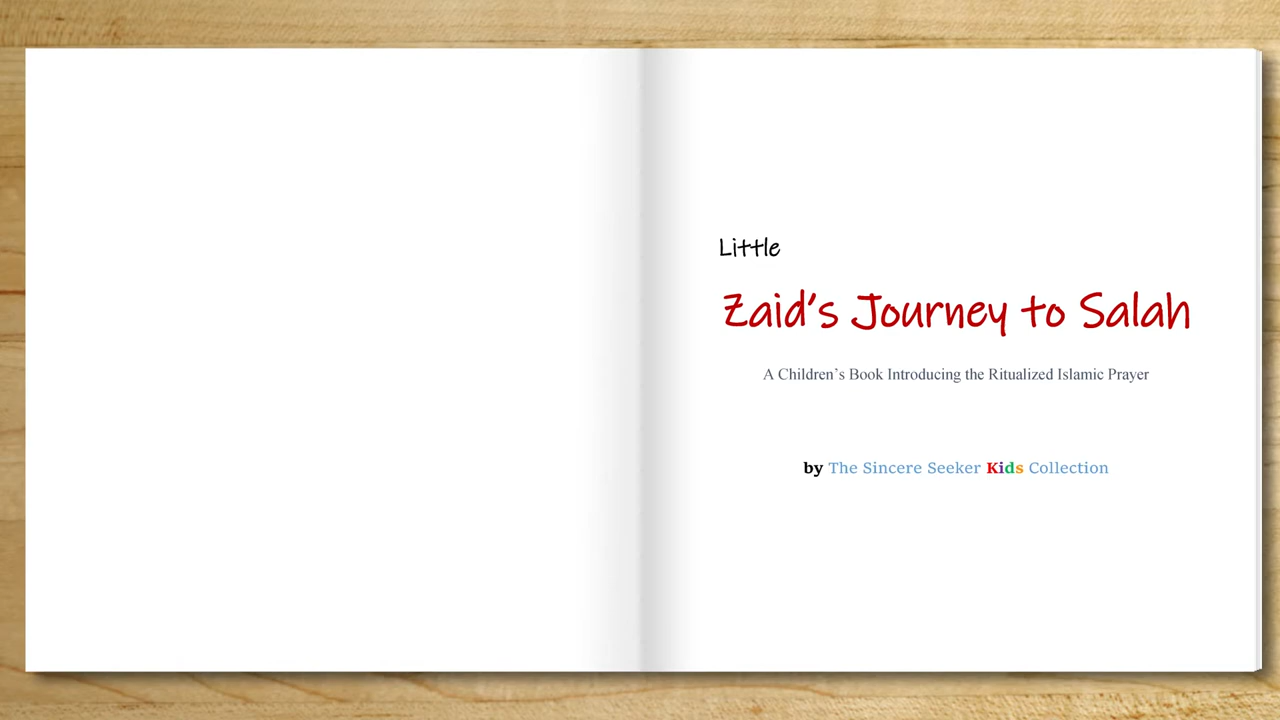 Little
Zaid's Journey to Salah
A Children's Book Introducing the Ritualized Islamic Prayer
by The Sincere Seeker Kids Collection